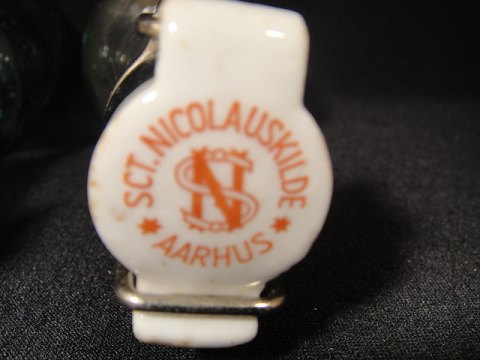 SCT. NICOLAUSKILDE
NS
* AARHUS *